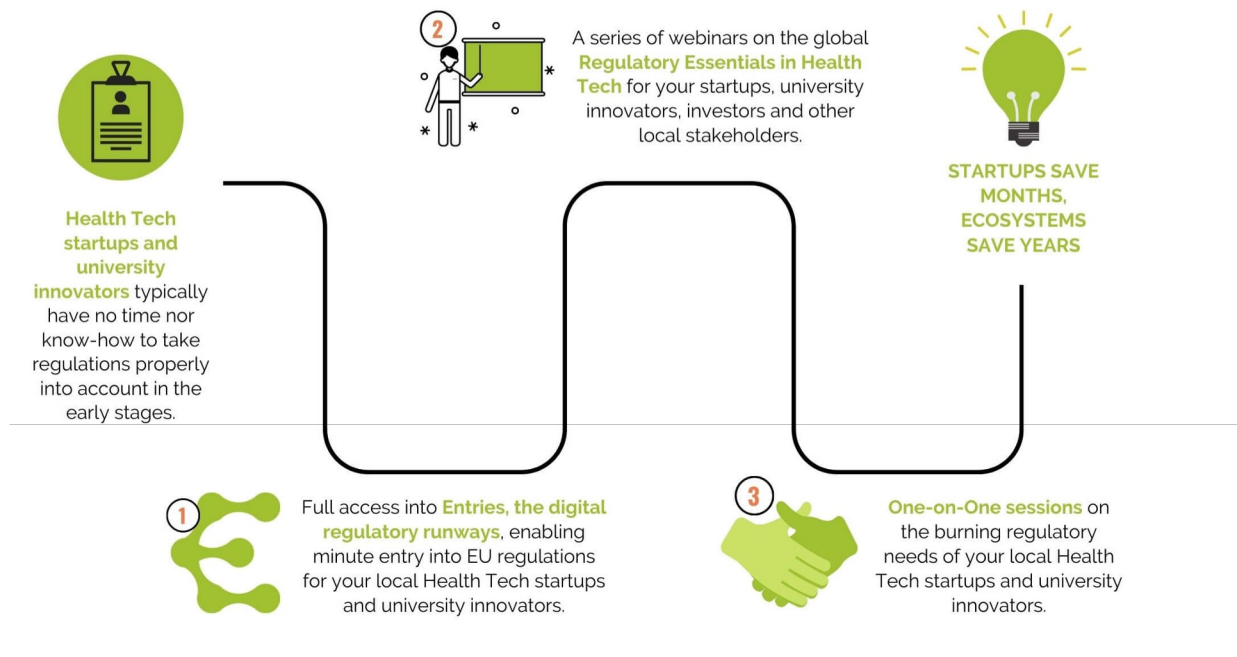 Health Tech
startups and
university
innovators typically
have no time nor
know-how to take
regulations properly
into account in the
early stages.
1
Full access into Entries, the digital
regulatory runways, enabling
minute entry into EU regulations
for your local Health Tech startups
and university innovators.
2
A series of webinars on the global
Regulatory Essentials in Health
Tech for your startups, university
innovators, investors and other
local stakeholders.
3
One-on-One sessions on
the burning regulatory
needs of your local Health
Tech startups and university
innovators.
STARTUPS SAVE
MONTHS,
ECOSYSTEMS
SAVE YEARS